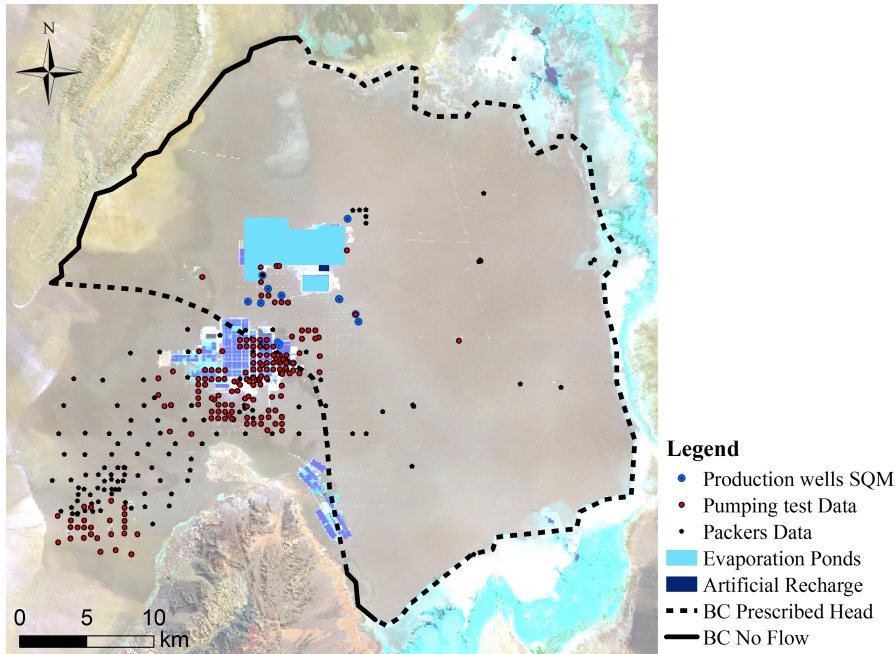 N
Legend
Production wells SQM
Pumping test Data
Packers Data
Evaporation Ponds
Artificial Recharge
BC Prescribed Head
BC No Flow
0 5 10
km